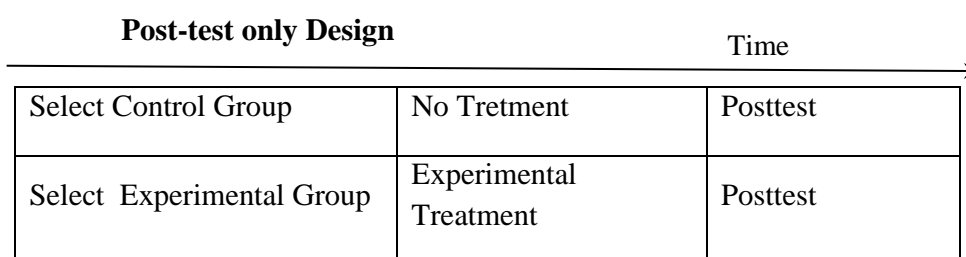 Post-test only Design
Time
Select Control Group No Tretment Posttest
Select Experimental Group Experimental Treatment Posttest